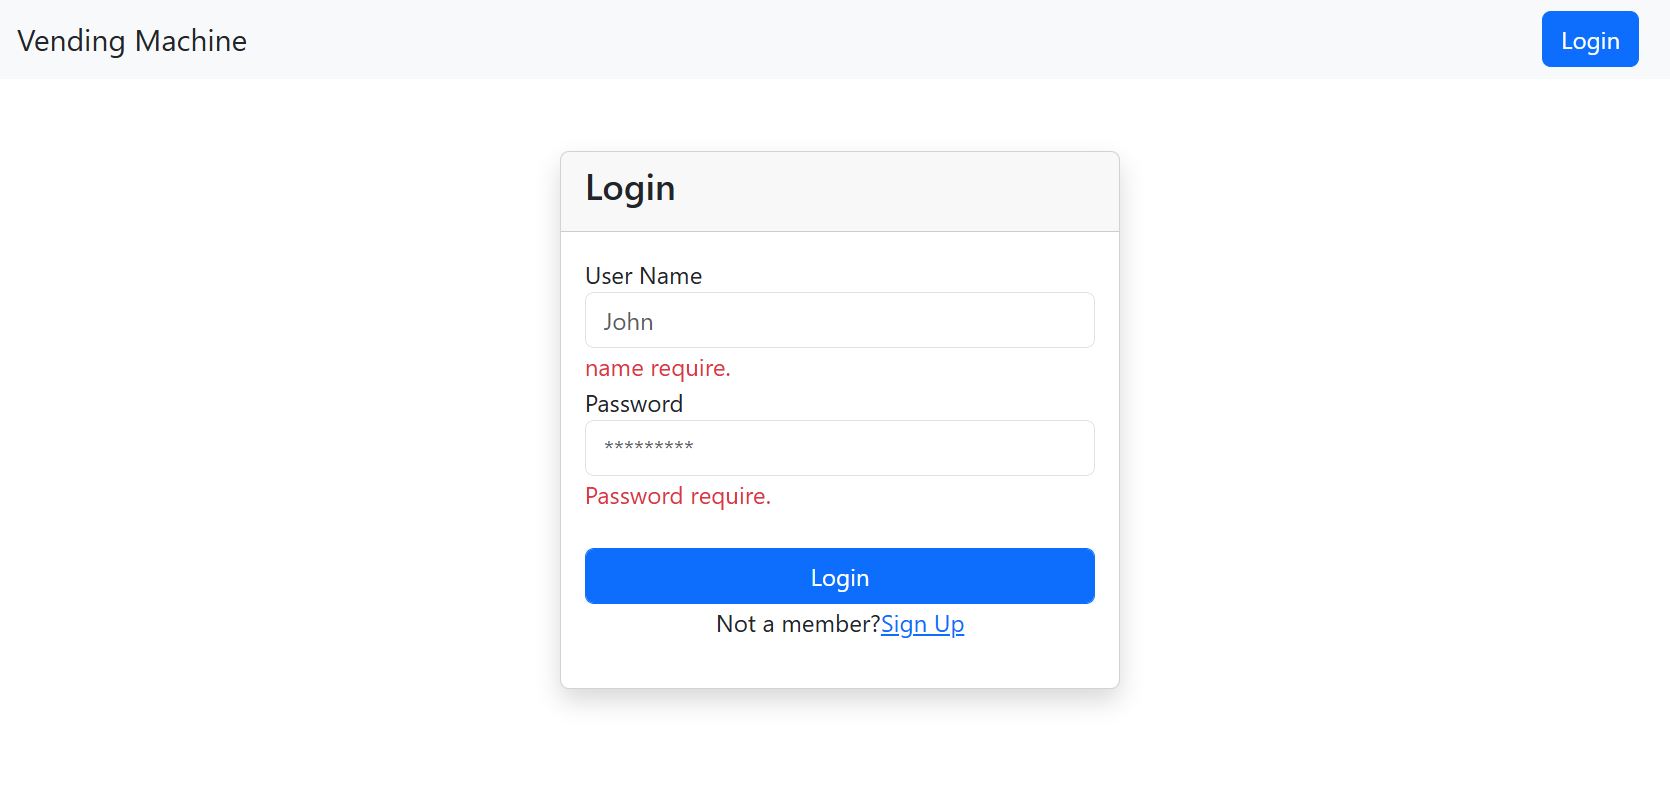 Vending Machine
Login
Login
User Name
John
name require.
Password
*********
Password require.
Login
Not a member?Sign Up